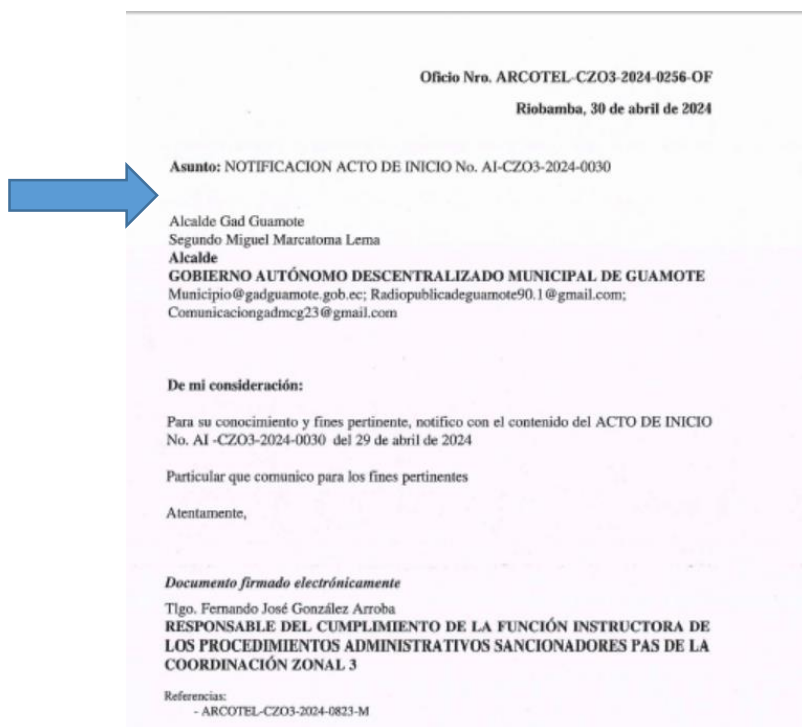 Oficio Nro. ARCOTEL-CZO3-2024-0256-OF
Riobamba, 30 de abril de 2024
Asunto: NOTIFICACION ACTO DE INICIO No. AI-CZO3-2024-0030
Alcalde Gad Guamote
Segundo Miguel Marcatoma Lema
Alcalde
GOBIERNO AUTÓNOMO DESCENTRALIZADO MUNICIPAL DE GUAMOTE
Municipio@gadguamote.gob.ec; Radiopublicadeguamote90.1@gmail.com;
Comunicaciongadmcg23@gmail.com
De mi consideración:
Para su conocimiento y fines pertinente, notifico con el contenido del ACTO DE INICIO
No. AI -CZO3-2024-0030 del 29 de abril de 2024
Particular que comunico para los fines pertinentes
Atentamente,
Documento firmado electrónicamente
Tlgo. Fernando José González Arroba
RESPONSABLE DEL CUMPLIMIENTO DE LA FUNCIÓN INSTRUCTORA DE
LOS PROCEDIMIENTOS ADMINISTRATIVOS SANCIONADORES PAS DE LA
COORDINACIÓN ZONAL 3
Referencias:
- ARCOTEL-CZO3-2024-0823-M